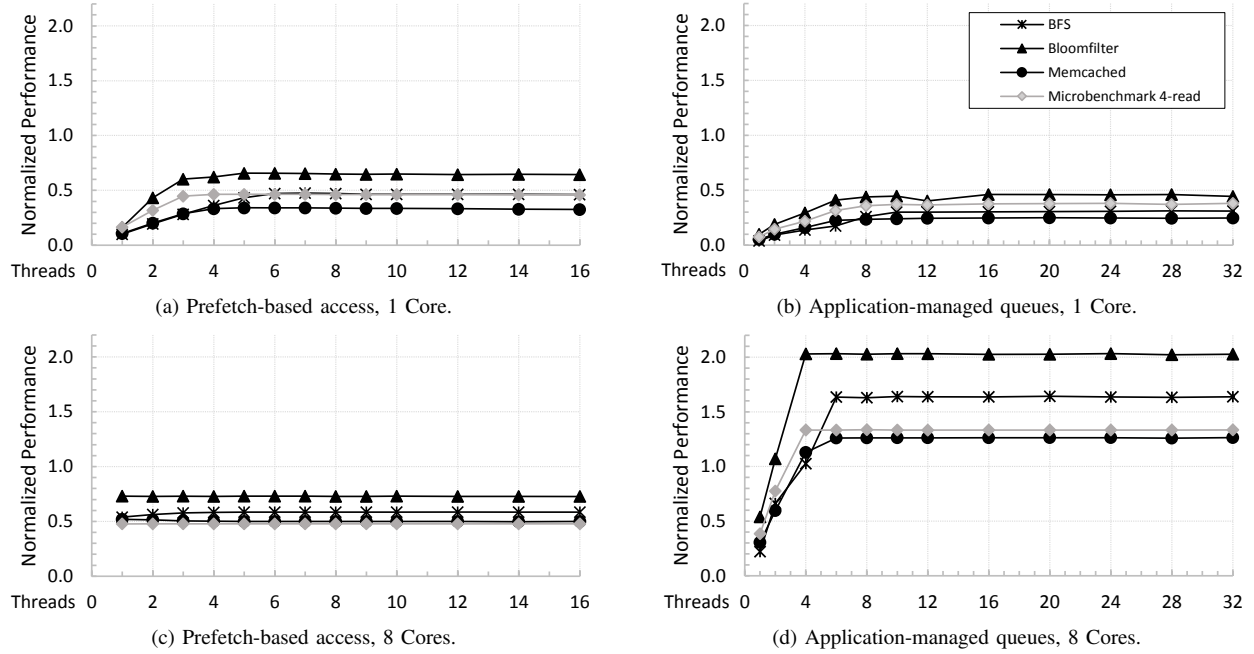 Normalized Performance
2.0
1.5
1.0
0.5
0.0
Threads 0 2 4 6 8 10 12 14 16
(a) Prefetch-based access, 1 Core.
Normalized Performance
2.0
1.5
1.0
0.5
0.0
BFS
Bloomfilter
Memcached
Microbenchmark 4-read
Threads 0 4 8 12 16 20 24 28 32
(b) Application-managed queues, 1 Core.
Normalized Performance
2.0
1.5
1.0
0.5
0.0
Threads 0 2 4 6 8 10 12 14 16
(c) Prefetch-based access, 8 Cores.
Normalized Performance
2.0
1.5
1.0
0.5
0.0
Threads 0 4 8 12 16 20 24 28 32
(d) Application-managed queues, 8 Cores.